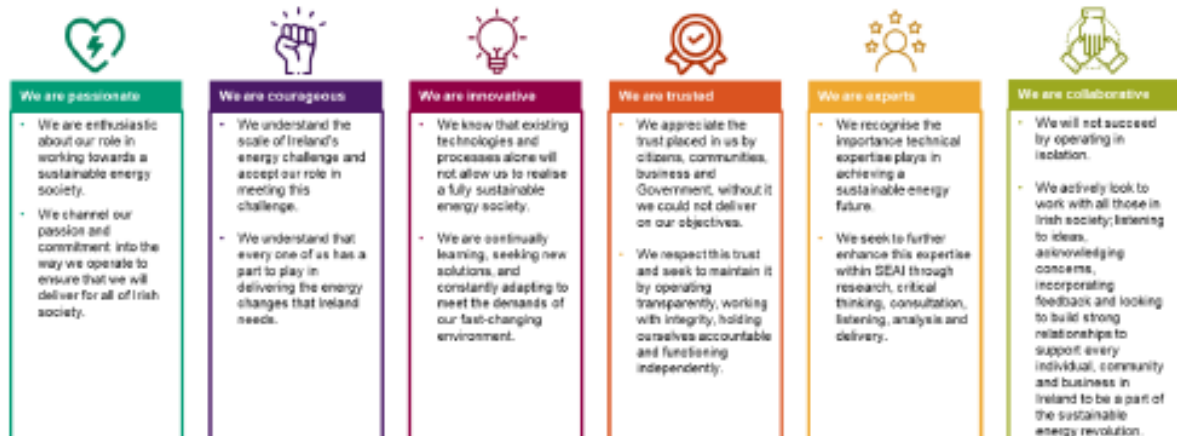 We are passionate
• We are enthusiastic
about our role in
working towards a
sustainable energy
society.
• We channel our
passion and
commitment into the
way we operate to
ensure that we will
deliver for all of Irish
society.
We are courageous
• We understand the
scale of Ireland's
energy challenge and
accept our role in
meeting this
challenge.
• We understand that
every one of us has a
part to play in
delivering the energy
changes that Ireland
needs.
We are innovative
• We know that existing
technologies and
processes alone will
not allow us to realise
a fully sustainable
energy society.
• We are continually
learning, seeking new
solutions, and
constantly adapting to
meet the demands of
our fast-changing
environment.
We are trusted
• We appreciate the
trust placed in us by
citizens, communities,
business and
Government, without it
we could not deliver
on our objectives.
• We respect this trust
and seek to maintain it
by operating
transparently, working
with integrity, holding
ourselves accountable
and functioning
independently.
We are experts
• We recognise the
importance technical
expertise plays in
achieving a
sustainable energy
future.
• We seek to further
enhance this expertise
within SEAI through
research, critical
thinking, consultation,
listening, analysis and
delivery.
We are collaborative
• We will not succeed
by operating in
isolation.
• We actively look to
work with all those in
Irish society; listening
to ideas,
acknowledging
concerns,
incorporating
feedback and looking
to build strong
relationships to
support every
individual, community
and business in
Ireland to be a part of
the sustainable
energy revolution.